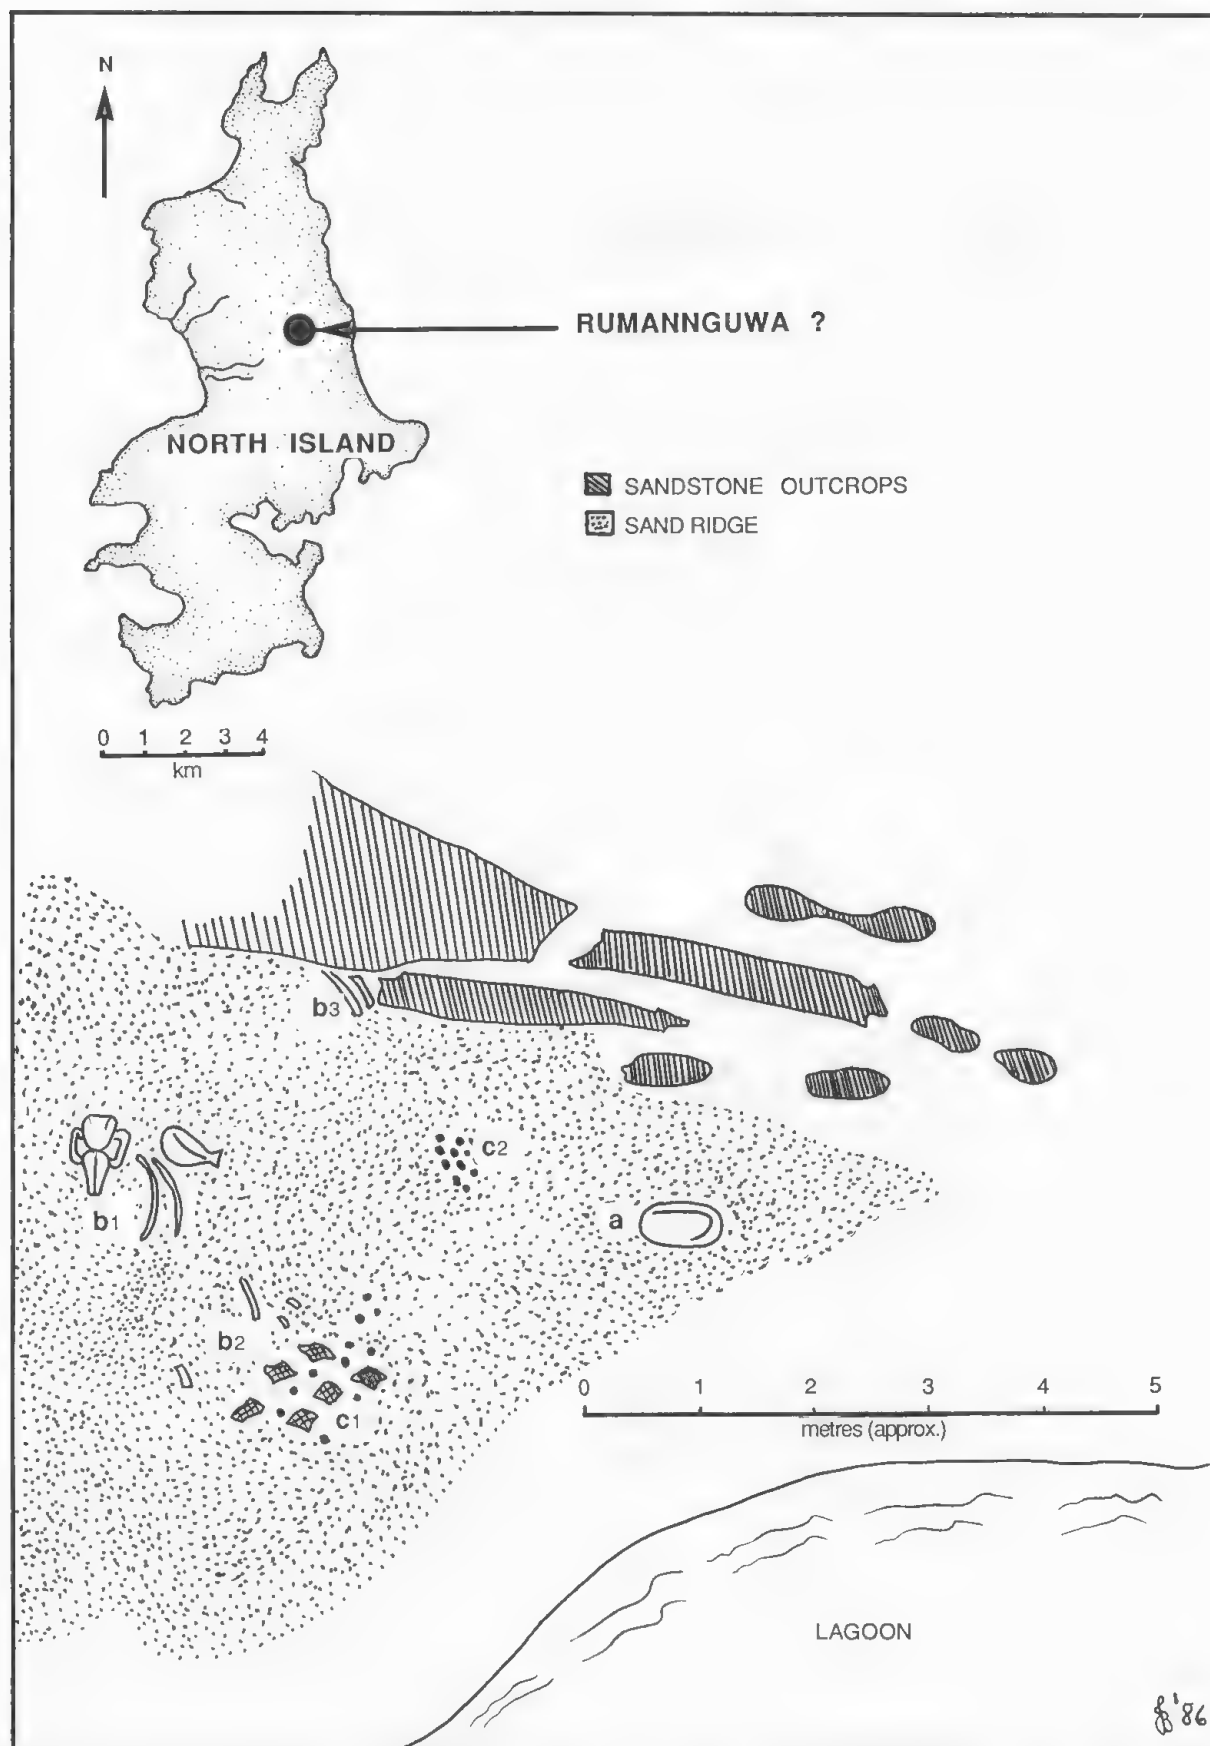 N
RUMANNGUWA ?
NORTH ISLAND
SANDSTONE OUTCROPS
SAND RIDGE
0 1 2 3 4
km
b3
c2
b1
a
b2
c1
0 1 2 3 4 5
metres (approx.)
LAGOON
'86